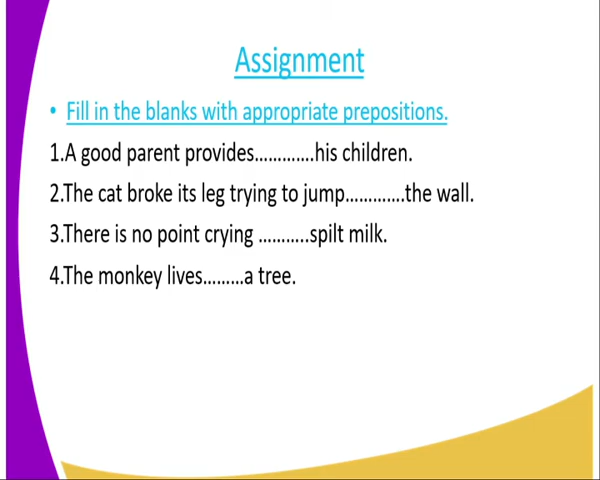 Assignment
• Fill in the blanks with appropriate prepositions.
1.A good parent provides………….his children.
2.The cat broke its leg trying to jump………….the wall.
3.There is no point crying ………..spilt milk.
4.The monkey lives………a tree.